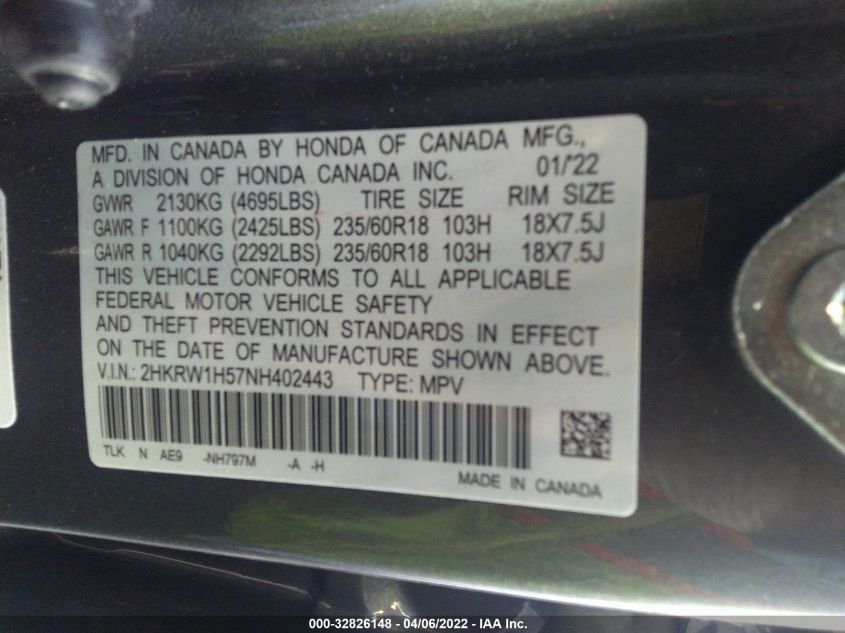 MFD. IN CANADA BY HONDA OF CANADA MFG.,
A DIVISION OF HONDA CANADA INC. 01/'22
GVWR 2130KG (4695LBS) TIRE SIZE RIM SIZE
GAWR F 1100KG (2425LBS) 235/60R18 103H 18X7.5J
GAWR R 1040KG (2292LBS) 235/60R18 103H 18X7.5J
THIS VEHICLE CONFORMS TO ALL APPLICABLE
FEDERAL MOTOR VEHICLE SAFETY
AND THEFT PREVENTION STANDARDS IN EFFECT
ON THE DATE OF MANUFACTURE SHOWN ABOVE.
V.I.N.: 2HKRW1H57NH402443 TYPE: MPV
TLK N AE9 -NH797M -A -H
MADE IN CANADA
000-32826148 - 04/06/2022 - IAA Inc.